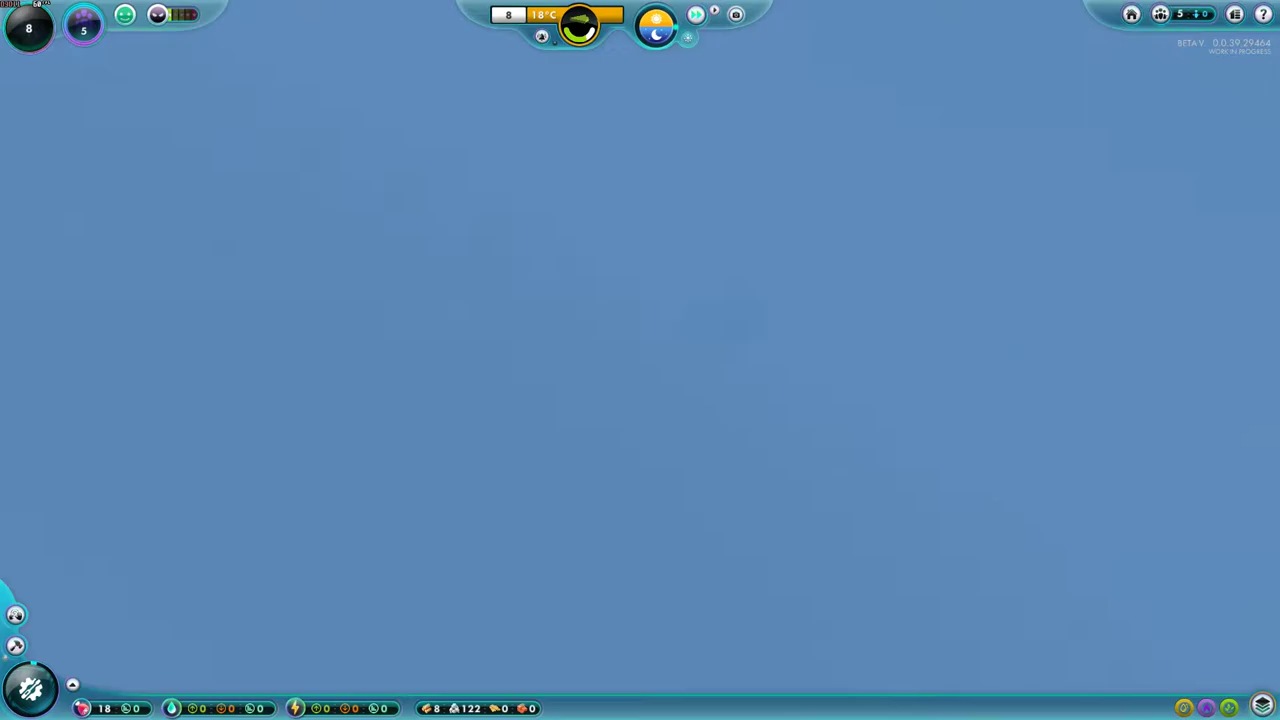 8
5
8 18°C
5 0
BETA V. 0.0.39.29464
WORK IN PROGRESS
18 0 0 0 0 0 0 0 8 122 0 0